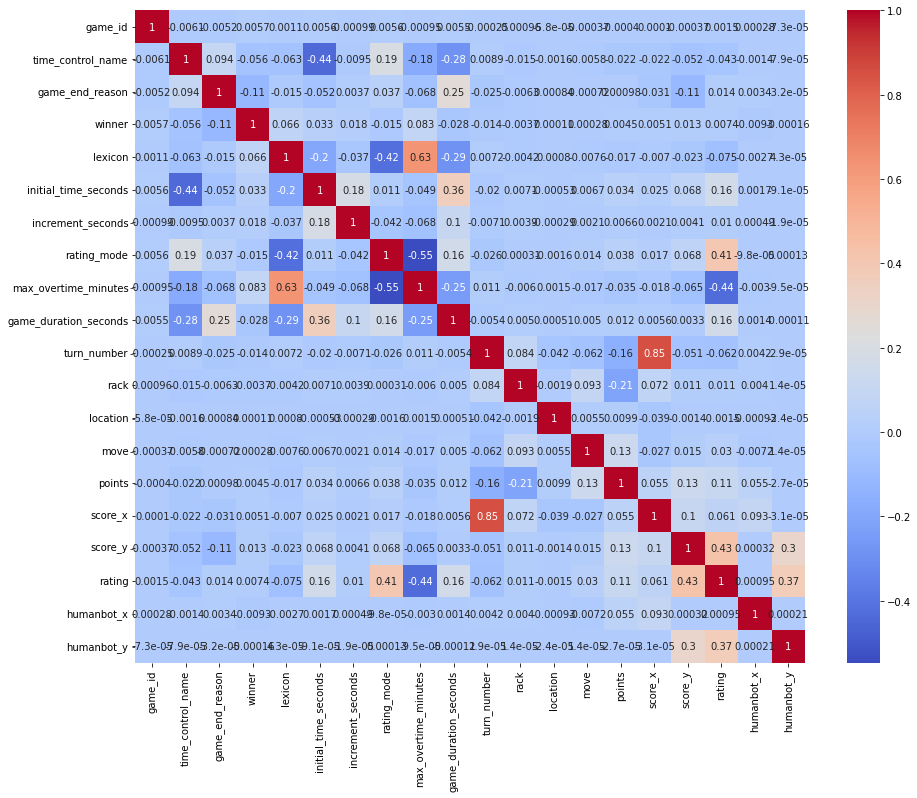 game_id 1 -0.0061 -0.0052 0.0057 0.0011 0.0056 -0.00099 0.0056 -0.00095 0.0055 -0.00025 0.00096 -5.8e-05 -0.00037 -0.0004 0.0001 -0.00037 0.0015 0.00028 -7.3e-05 1.0
time_control_name -0.0061 1 0.094 -0.056 -0.063 -0.44 -0.0095 0.19 -0.18 -0.28 0.0089 -0.015 -0.0016 -0.0058 -0.022 -0.022 -0.052 -0.043 -0.0014
game_end_reason -0.0052 0.094 1 -0.11 -0.015 -0.052 0.0037 0.037 -0.068 0.25 -0.025 -0.0063 0.00098 -0.031 -0.11 0.014 0.0034 0.8
winner 0.0057 -0.056 -0.11 1 0.066 0.033 0.018 -0.015 0.083 -0.028 -0.014 -0.0037 0.00011 0.00028 0.0045 0.0051 0.013 0.0074 -0.0093 -0.00016
lexicon 0.0011 -0.063 -0.015 0.066 1 -0.2 -0.037 -0.42 0.63 -0.29 0.0072 -0.0042 0.0008 -0.0076 -0.017 -0.007 -0.023 -0.075 -0.0027
initial_time_seconds 0.0056 -0.44 -0.052 0.033 -0.2 1 0.18 0.011 -0.049 0.36 -0.02 0.0071 -0.00053 0.0067 0.034 0.025 0.068 0.16 0.0017 0.6
increment_seconds -0.00099 -0.0095 0.0037 0.018 -0.037 0.18 1 -0.042 -0.068 0.1 -0.0071 0.0039 -0.00029 0.0021 0.0066 0.0021 0.0041 0.01 0.00049
rating_mode 0.0056 0.19 0.037 -0.015 -0.42 0.011 -0.042 1 -0.55 0.16 -0.026 0.00031 -0.0016 0.014 0.038 0.017 0.068 0.41 -9.8e-05 0.00013 0.4
max_overtime_minutes -0.00095 -0.18 -0.068 0.083 0.63 -0.049 -0.068 -0.55 1 -0.25 0.011 -0.006 0.0015 -0.017 -0.035 -0.018 -0.065 -0.44 -0.003
game_duration_seconds 0.0055 -0.28 0.25 -0.028 -0.29 0.36 0.1 0.16 -0.25 1 -0.0054 0.005 0.00051 0.005 0.012 0.0056 0.0033 0.16 0.0014 -0.00011 0.2
turn_number -0.00025 0.0089 -0.025 -0.014 0.0072 -0.02 -0.0071 -0.026 0.011 -0.0054 1 0.084 -0.042 -0.062 -0.16 0.85 -0.051 -0.062 0.0042
rack 0.00096 -0.015 -0.0063 -0.0037 -0.0042 0.0071 0.0039 0.00031 -0.006 0.005 0.084 1 -0.0019 0.093 -0.21 0.072 0.011 0.011 0.004
location -5.8e-05 -0.0016 0.00084 0.00011 0.0008 -0.00053 -0.00029 -0.0016 0.0015 0.00051 -0.042 -0.0019 1 0.0055 0.0099 -0.039 -0.0014 -0.0015 0.0
move -0.00037 -0.0058 0.00028 -0.0076 0.0067 0.0021 0.014 -0.017 0.005 -0.062 0.093 0.0055 1 0.13 -0.027 0.015 0.03 -0.0072
points -0.0004 -0.022 0.00098 0.0045 -0.017 0.034 0.0066 0.038 -0.035 0.012 -0.16 -0.21 0.0099 0.13 1 0.055 0.13 0.11 0.055 -0.2
score_x 0.0001 -0.022 -0.031 0.0051 -0.007 0.025 0.0021 0.017 -0.018 0.0056 0.85 0.072 -0.039 -0.027 0.055 1 0.1 0.061 0.093
score_y -0.00037 -0.052 -0.11 0.013 -0.023 0.068 0.0041 0.068 -0.065 0.0033 -0.051 0.011 -0.0014 0.015 0.13 0.1 1 0.43 0.00032 0.3
rating 0.0015 -0.043 0.014 0.0074 -0.075 0.16 0.01 0.41 -0.44 0.16 -0.062 0.011 -0.0015 0.03 0.11 0.061 0.43 1 0.00095 0.37 -0.4
humanbot_x 0.00028 -0.0014 0.0034 -0.0093 -0.0027 0.0017 0.00049 -9.8e-05 -0.003 0.0014 0.0042 0.004 -0.0072 0.055 0.093 0.00032 0.00095 1 0.00021
humanbot_y -7.3e-05 -0.00016 0.00013 -0.00011 0.3 0.37 0.00021 1
game_id
time_control_name
game_end_reason
winner
lexicon
initial_time_seconds
increment_seconds
rating_mode
max_overtime_minutes
game_duration_seconds
turn_number
rack
location
move
points
score_x
score_y
rating
humanbot_x
humanbot_y